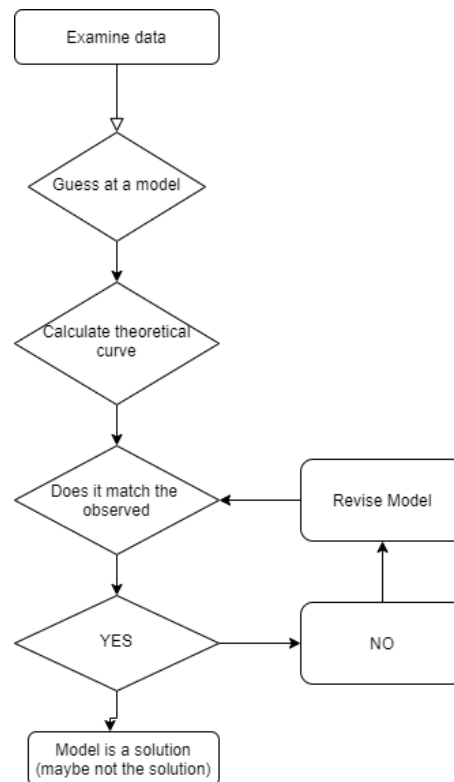 Examine data
Guess at a model
Calculate theoretical
curve
Does it match the
observed
Revise Model
YES
NO
Model is a solution
(maybe not the solution)